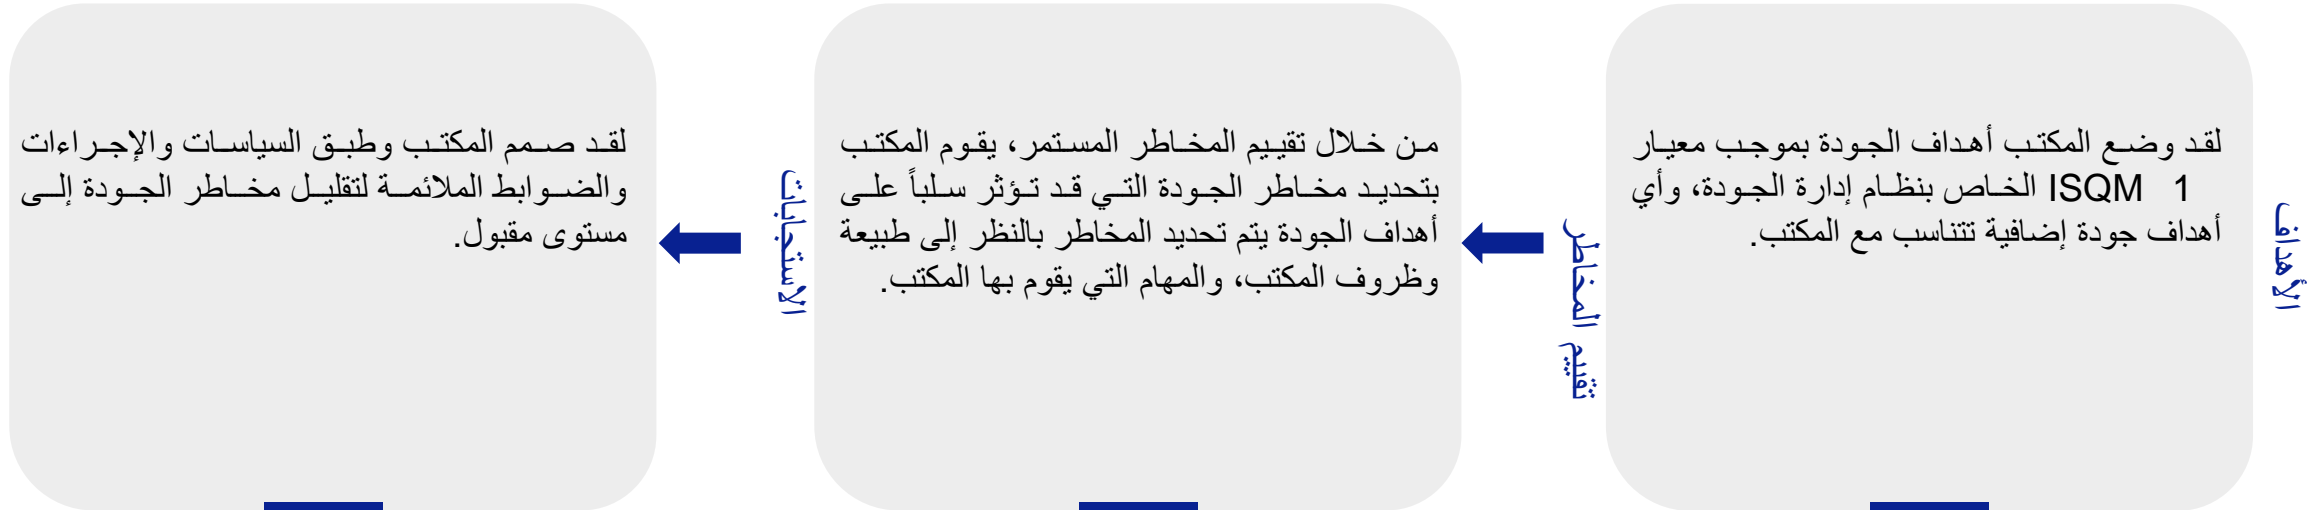 الأهداف
لقد وضع المكتب أهداف الجودة بموجب معيار
ISQM 1 الخاص بنظام إدارة الجودة، وأي
أهداف جودة إضافية تتناسب مع المكتب.
تقييم المخاطر
من خلال تقييم المخاطر المستمر، يقوم المكتب
بتحديد مخاطر الجودة التي قد تؤثر سلباً على
أهداف الجودة يتم تحديد المخاطر بالنظر إلى طبيعة
وظروف المكتب، والمهام التي يقوم بها المكتب.
الاستجابات
لقد صمم المكتب وطبق السياسات والإجراءات
والضوابط الملائمة لتقليل مخاطر الجودة إلى
مستوى مقبول.